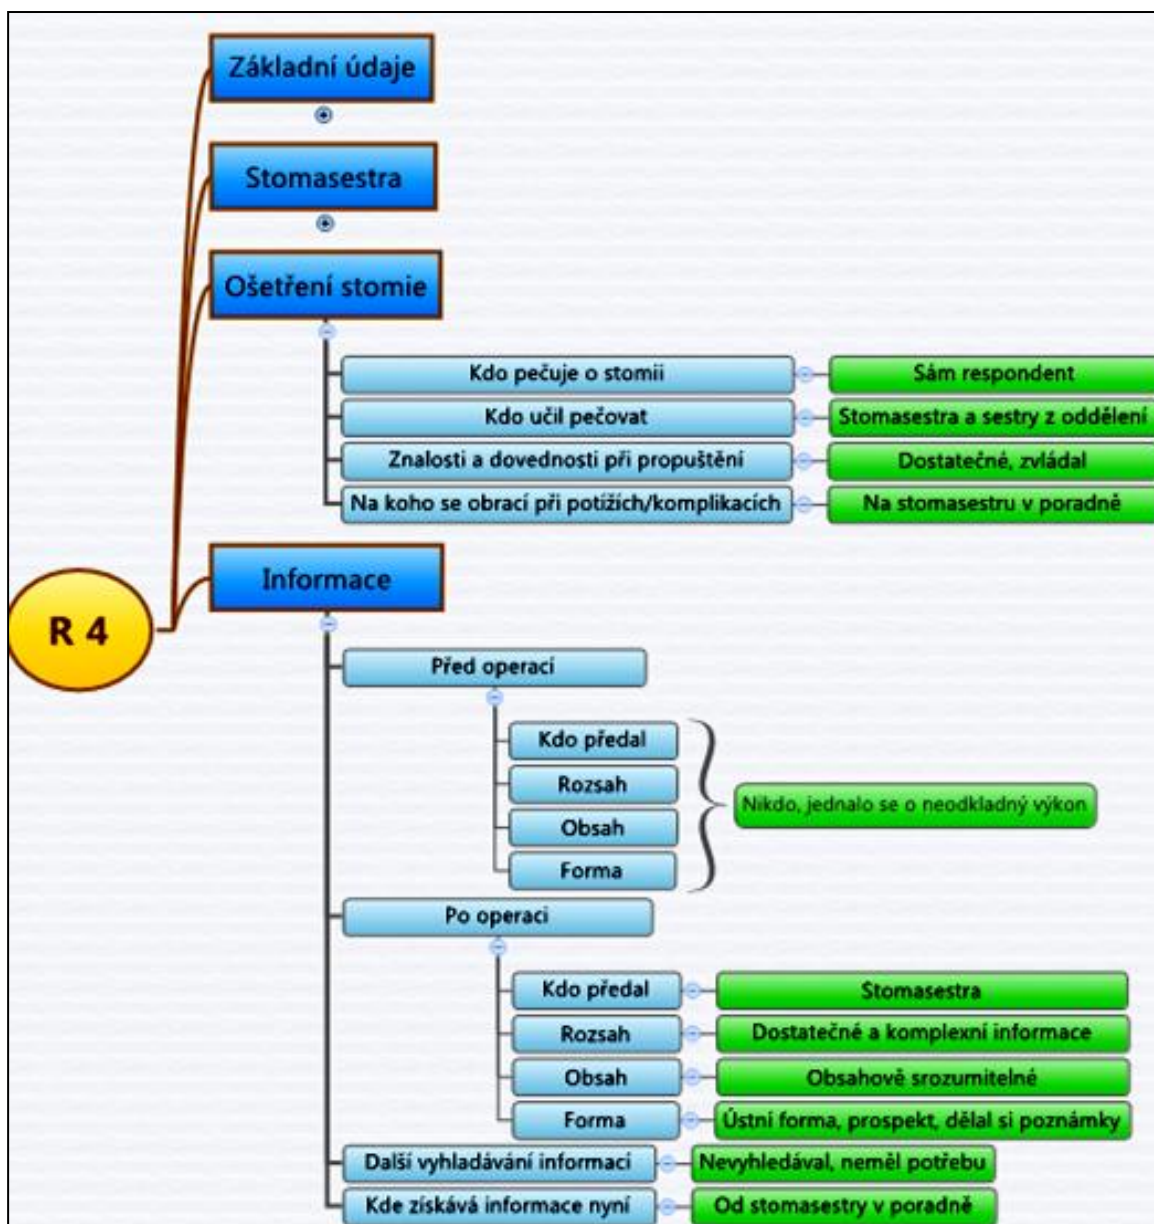 Základní údaje
Stomasestra
Ošetření stomie
Kdo pečuje o stomii
Sám respondent
Kdo učil pečovat
Stomasestra a sestry z oddělení
Znalosti a dovednosti při propuštění
Dostatečné, zvládal
Na koho se obrací při potížích/komplikacích
Na stomasestru v poradně
R 4
Informace
Před operací
Kdo předal
Rozsah
Obsah
Forma
Nikdo, jednalo se o neodkladný výkon
Po operaci
Kdo předal
Stomasestra
Rozsah
Dostatečné a komplexní informace
Obsah
Obsahově srozumitelné
Forma
Ústní forma, prospekt, dělal si poznámky
Další vyhladávání informací
Nevyhledával, neměl potřebu
Kde získává informace nyní
Od stomasestry v poradně